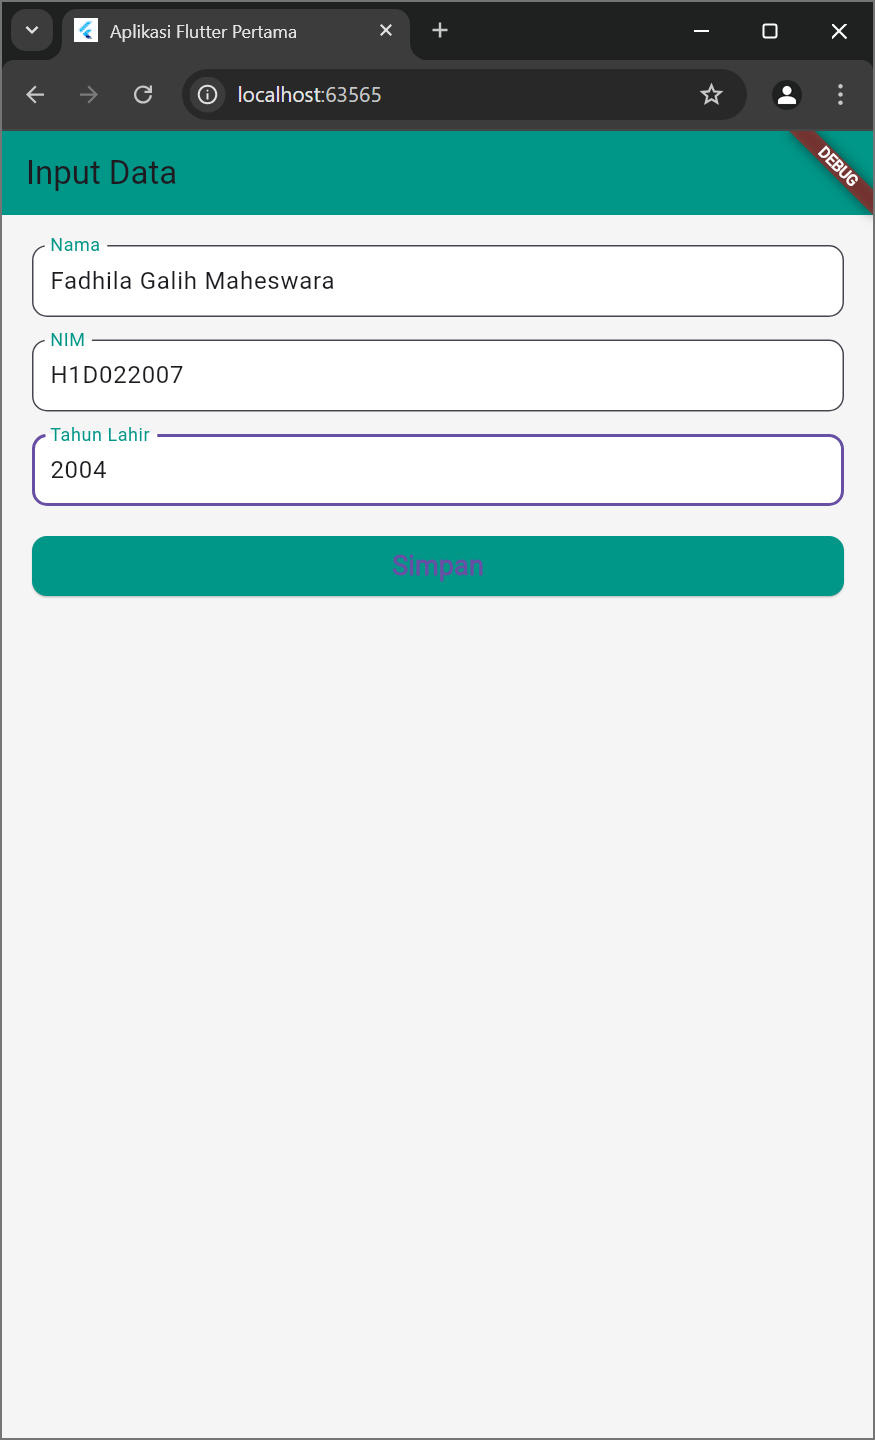 Aplikasi Flutter Pertama
localhost:63565
Input Data
DEBUG
Nama
Fadhila Galih Maheswara
NIM
H1D022007
Tahun Lahir
2004
Simpan